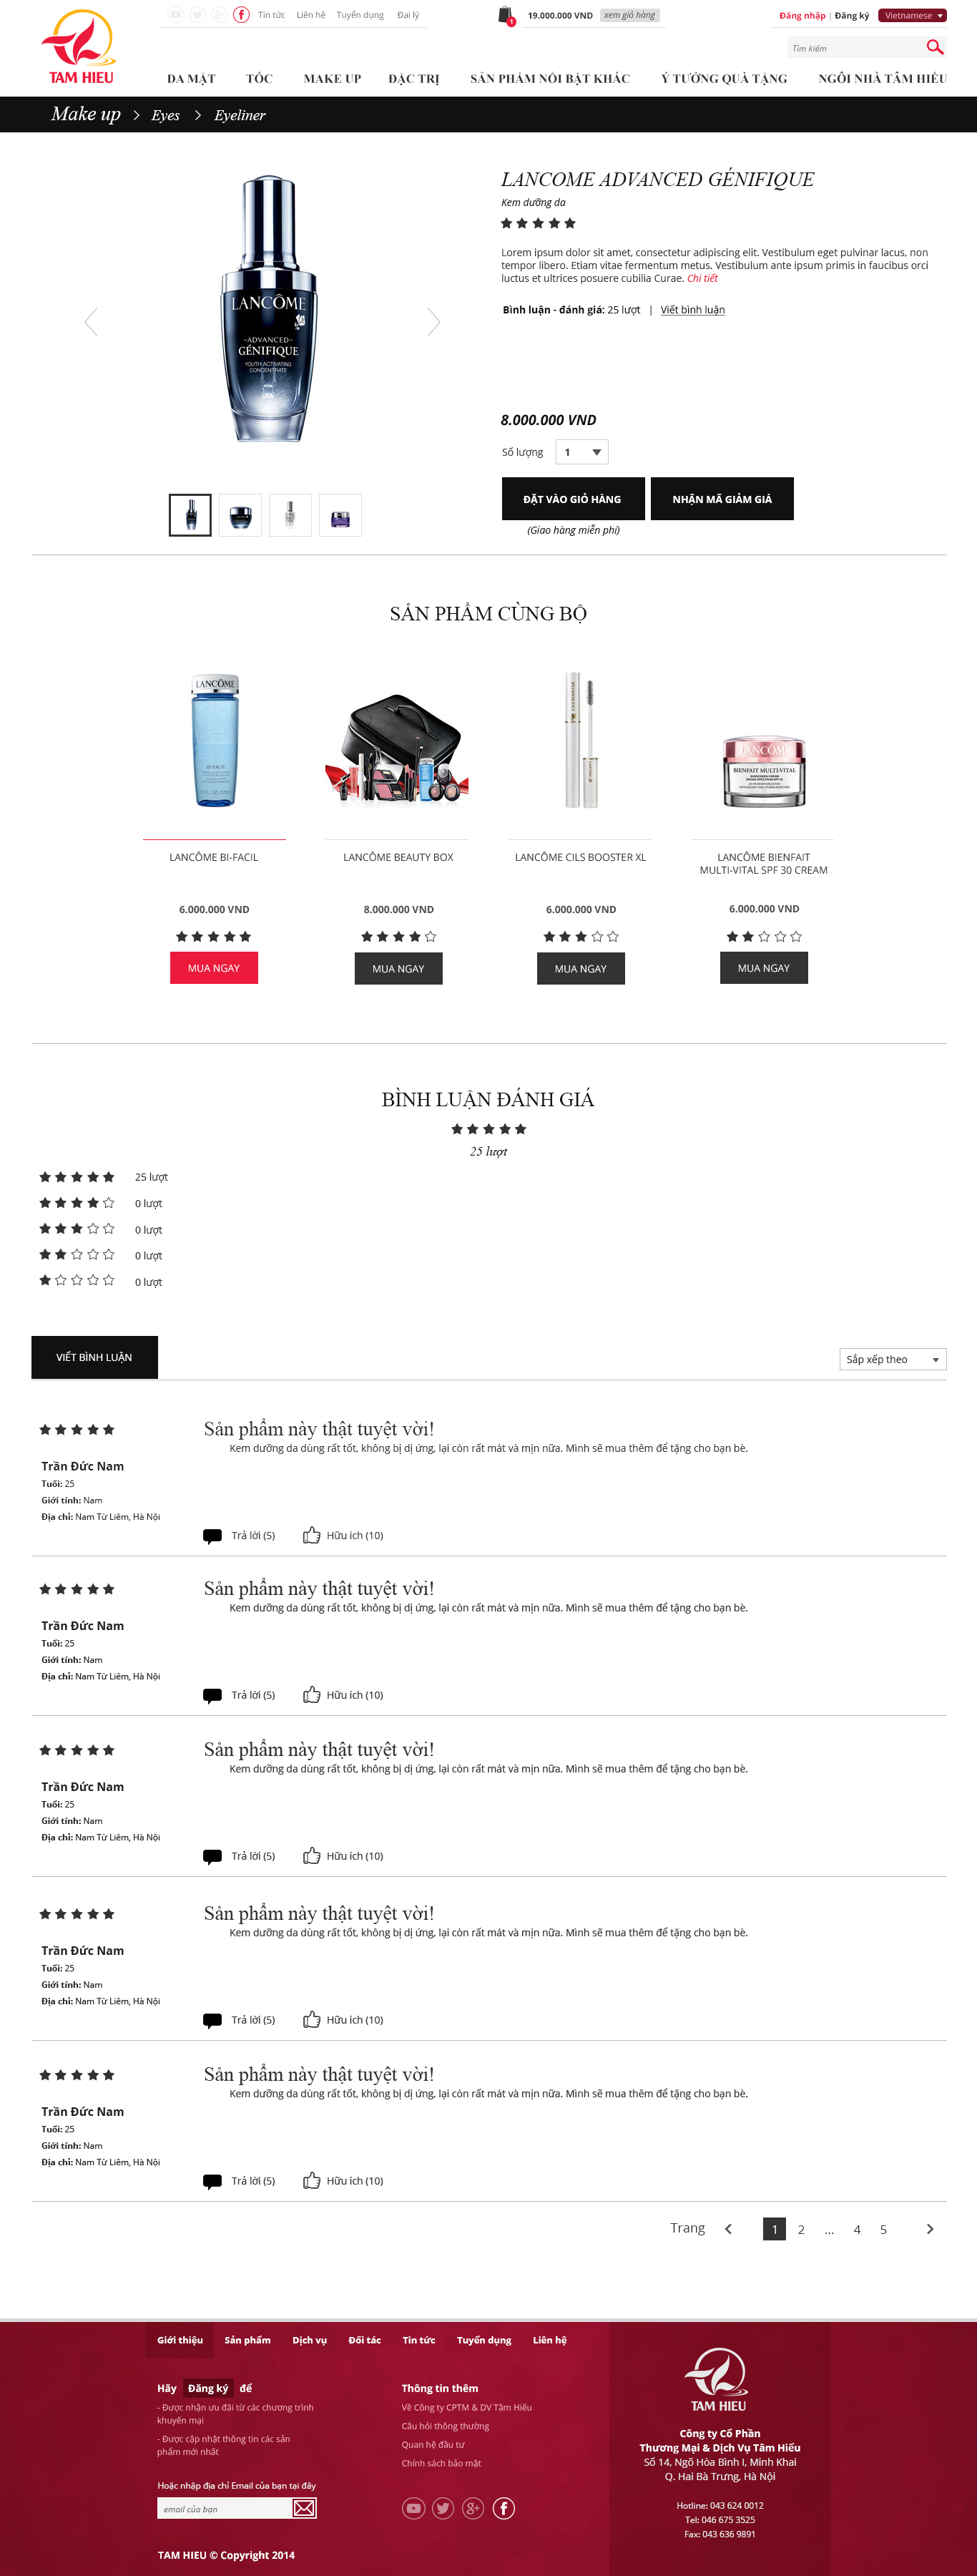 Tin tức Liên hệ Tuyển dụng Đại lý
1 19.000.000 VND xem giỏ hàng
Đăng nhập | Đăng ký Vietnamese
Tìm kiếm
TAM HIEU
DA MẶT TÓC MAKE UP ĐẶC TRỊ SẢN PHẨM NỔI BẬT KHÁC Ý TƯỞNG QUÀ TẶNG NGÔI NHÀ TÂM HIẾU
Make up Eyes Eyeliner
LANCOME ADVANCED GÉNIFIQUE
Kem dưỡng da
Lorem ipsum dolor sit amet, consectetur adipiscing elit. Vestibulum eget pulvinar lacus, non
tempor libero. Etiam vitae fermentum metus. Vestibulum ante ipsum primis in faucibus orci
luctus et ultrices posuere cubilia Curae. Chi tiết
Bình luận - đánh giá: 25 lượt | Viết bình luận
LANCÔME
ADVANCED
GÉNIFIQUE
YOUTH ACTIVATING
CONCENTRATE
8.000.000 VND
Số lượng 1
ĐẶT VÀO GIỎ HÀNG NHẬN MÃ GIẢM GIÁ
(Giao hàng miễn phí)
SẢN PHẨM CÙNG BỘ
LANCÔME
BI-FACIL
LANCÔME
BIENFAIT MULTI-VITAL
LANCÔME BI-FACIL LANCÔME BEAUTY BOX LANCÔME CILS BOOSTER XL LANCÔME BIENFAIT
MULTI-VITAL SPF 30 CREAM
6.000.000 VND 8.000.000 VND 6.000.000 VND 6.000.000 VND
MUA NGAY MUA NGAY MUA NGAY MUA NGAY
BÌNH LUẬN ĐÁNH GIÁ
25 lượt
25 lượt
0 lượt
0 lượt
0 lượt
0 lượt
VIẾT BÌNH LUẬN Sắp xếp theo
Sản phẩm này thật tuyệt vời!
Kem dưỡng da dùng rất tốt, không bị dị ứng, lại còn rất mát và mịn nữa. Mình sẽ mua thêm để tặng cho bạn bè.
Trần Đức Nam
Tuổi: 25
Giới tính: Nam
Địa chỉ: Nam Từ Liêm, Hà Nội
Trả lời (5) Hữu ích (10)
Sản phẩm này thật tuyệt vời!
Kem dưỡng da dùng rất tốt, không bị dị ứng, lại còn rất mát và mịn nữa. Mình sẽ mua thêm để tặng cho bạn bè.
Trần Đức Nam
Tuổi: 25
Giới tính: Nam
Địa chỉ: Nam Từ Liêm, Hà Nội
Trả lời (5) Hữu ích (10)
Sản phẩm này thật tuyệt vời!
Kem dưỡng da dùng rất tốt, không bị dị ứng, lại còn rất mát và mịn nữa. Mình sẽ mua thêm để tặng cho bạn bè.
Trần Đức Nam
Tuổi: 25
Giới tính: Nam
Địa chỉ: Nam Từ Liêm, Hà Nội
Trả lời (5) Hữu ích (10)
Sản phẩm này thật tuyệt vời!
Kem dưỡng da dùng rất tốt, không bị dị ứng, lại còn rất mát và mịn nữa. Mình sẽ mua thêm để tặng cho bạn bè.
Trần Đức Nam
Tuổi: 25
Giới tính: Nam
Địa chỉ: Nam Từ Liêm, Hà Nội
Trả lời (5) Hữu ích (10)
Sản phẩm này thật tuyệt vời!
Kem dưỡng da dùng rất tốt, không bị dị ứng, lại còn rất mát và mịn nữa. Mình sẽ mua thêm để tặng cho bạn bè.
Trần Đức Nam
Tuổi: 25
Giới tính: Nam
Địa chỉ: Nam Từ Liêm, Hà Nội
Trả lời (5) Hữu ích (10)
Trang 1 2 ... 4 5
Giới thiệu Sản phẩm Dịch vụ Đối tác Tin tức Tuyển dụng Liên hệ
Hãy Đăng ký để
- Được nhận ưu đãi từ các chương trình
khuyến mại
- Được cập nhật thông tin các sản
phẩm mới nhất
Hoặc nhập địa chỉ Email của bạn tại đây
email của bạn
TAM HIEU © Copyright 2014
Thông tin thêm
Về Công ty CPTM & DV Tâm Hiếu
Câu hỏi thường thường
Quan hệ đầu tư
Chính sách bảo mật
TAM HIEU
Công ty Cổ Phần
Thương Mại & Dịch Vụ Tâm Hiếu
Số 14, Ngõ Hòa Bình I, Minh Khai
Q. Hai Bà Trưng, Hà Nội
Hotline: 043 624 0012
Tel: 046 675 3525
Fax: 043 636 9891